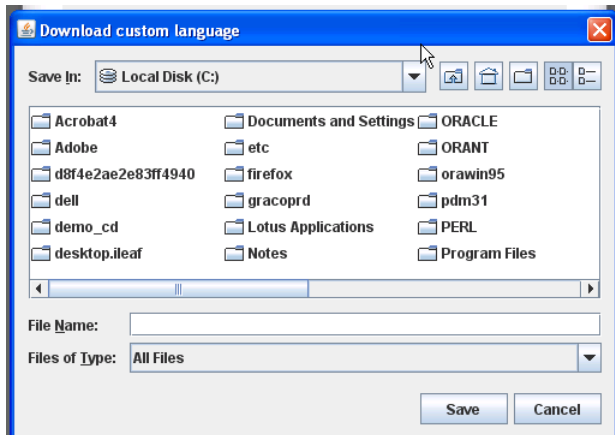 Download custom language
Save In: Local Disk (C:)
Acrobat4 Documents and Settings ORACLE
Adobe etc ORANT
d8f4e2ae2e83ff4940 firefox orawin95
dell gracoprd pdm31
demo_cd Lotus Applications PERL
desktop.ileaf Notes Program Files
File Name:
Files of Type: All Files
Save Cancel